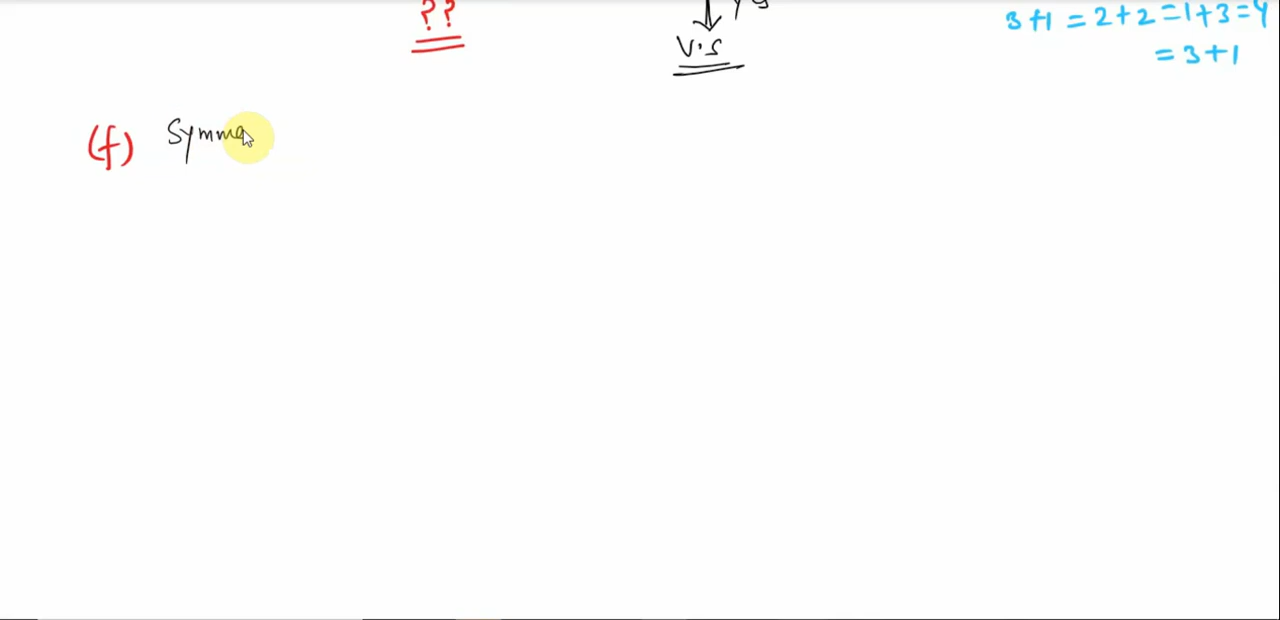 ??
V.S
3+1 = 2+2 =1+3=4
= 3+1
(f) Symme